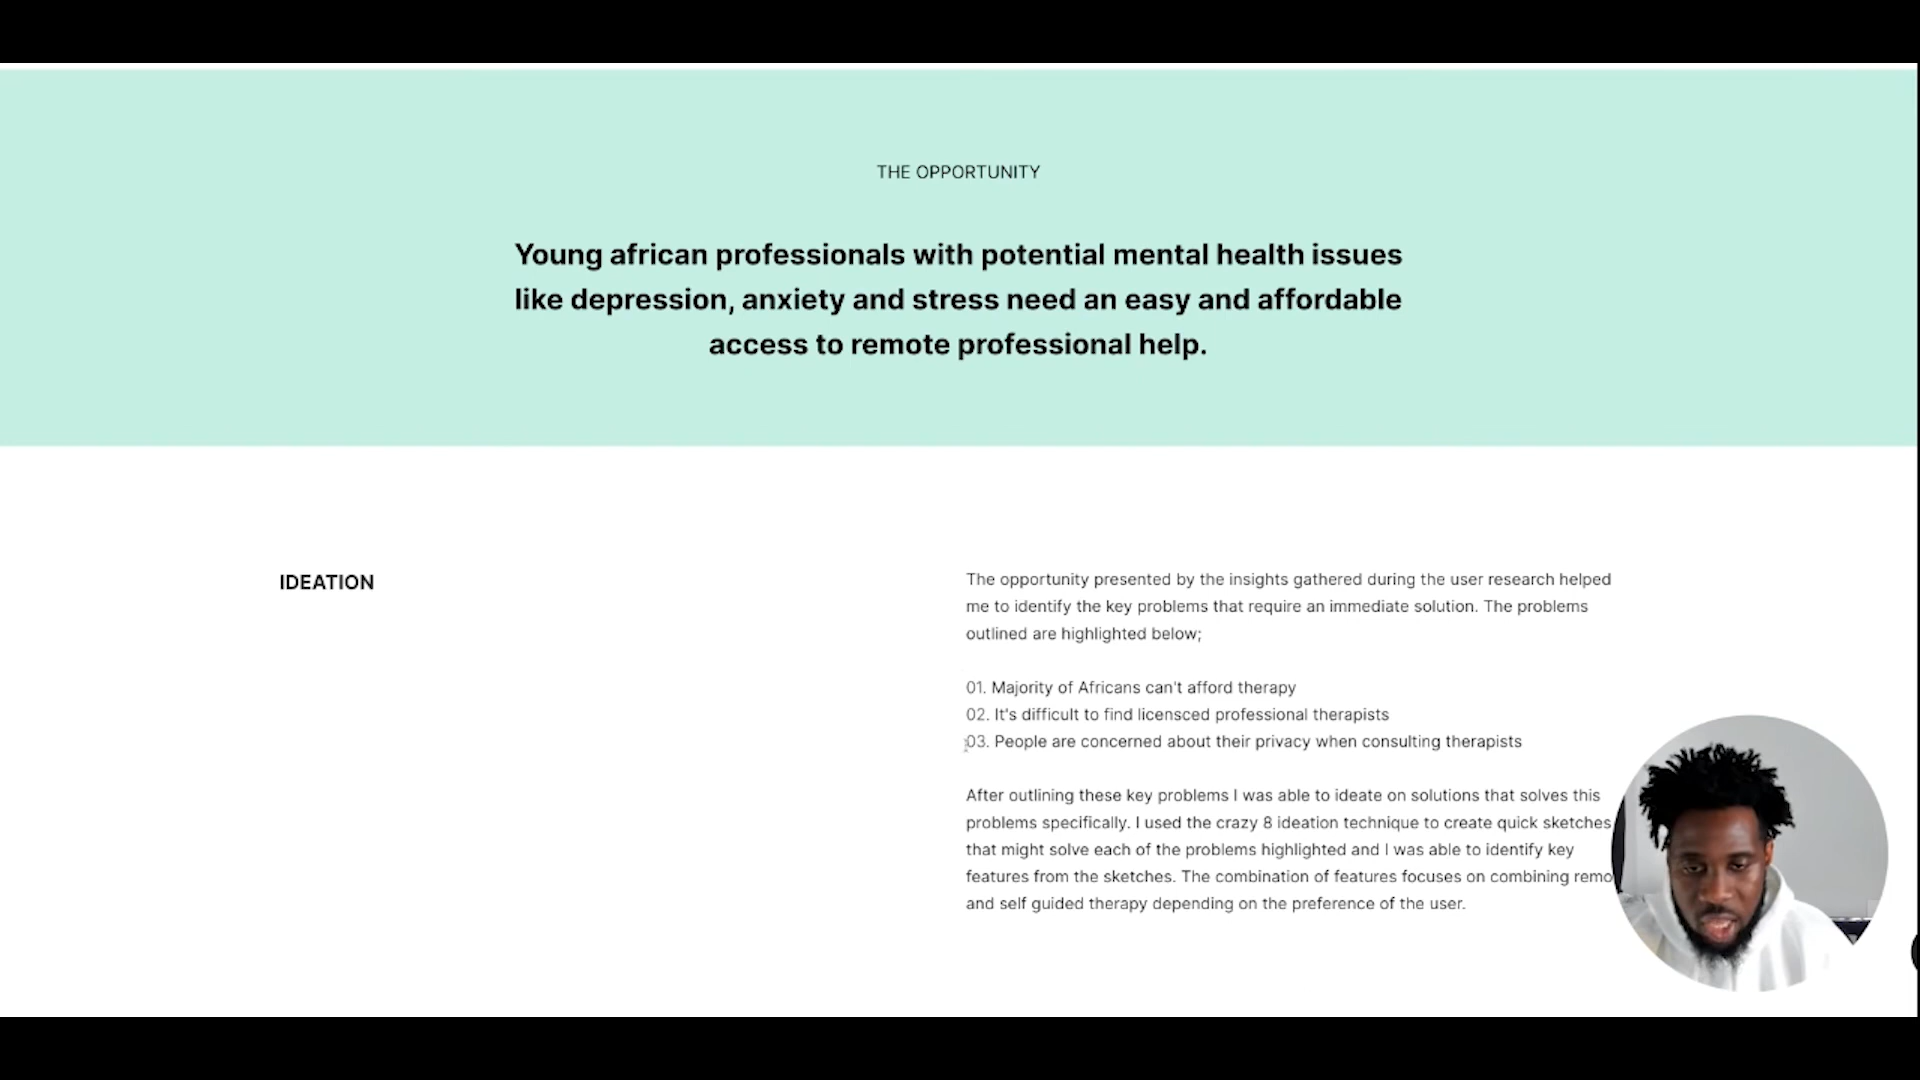 THE OPPORTUNITY
Young african professionals with potential mental health issues
like depression, anxiety and stress need an easy and affordable
access to remote professional help.
IDEATION
The opportunity presented by the insights gathered during the user research helped
me to identify the key problems that require an immediate solution. The problems
outlined are highlighted below;
01. Majority of Africans can't afford therapy
02. It's difficult to find licensced professional therapists
03. People are concerned about their privacy when consulting therapists
After outlining these key problems I was able to ideate on solutions that solves this
problems specifically. I used the crazy 8 ideation technique to create quick sketches
that might solve each of the problems highlighted and I was able to identify key
features from the sketches. The combination of features focuses on combining remo
and self guided therapy depending on the preference of the user.